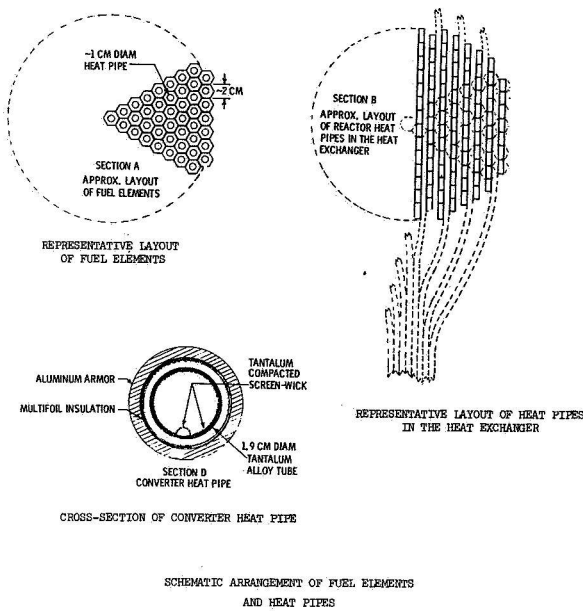 ~1 CM DIAM
HEAT PIPE
~2 CM
SECTION A
APPROX. LAYOUT
OF FUEL ELEMENTS
REPRESENTATIVE LAYOUT
OF FUEL ELEMENTS
SECTION B
APPROX. LAYOUT
OF REACTOR HEAT
PIPES IN THE HEAT
EXCHANGER
REPRESENTATIVE LAYOUT OF HEAT PIPES
IN THE HEAT EXCHANGER
ALUMINUM ARMOR
MULTIFOIL INSULATION
TANTALUM
COMPACTED
SCREEN-WICK
1.9 CM DIAM
TANTALUM
ALLOY TUBE
SECTION D
CONVERTER HEAT PIPE
CROSS-SECTION OF CONVERTER HEAT PIPE
SCHEMATIC ARRANGEMENT OF FUEL ELEMENTS
AND HEAT PIPES